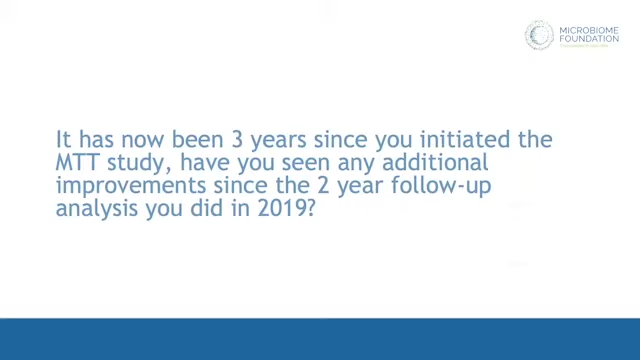 MICROBIOME
FOUNDATION
It has now been 3 years since you initiated the
MTT study, have you seen any additional
improvements since the 2 year follow-up
analysis you did in 2019?